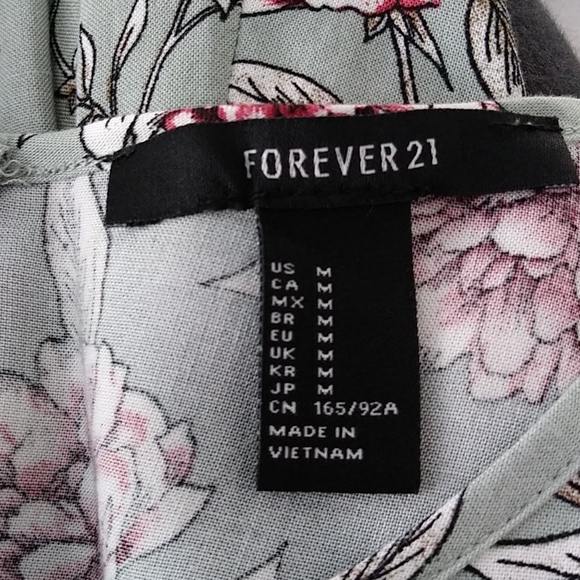 FOREVER 21
US M
CA M
MX M
BR M
EU M
UK M
KR M
JP M
CN 165/92A
MADE IN
VIETNAM